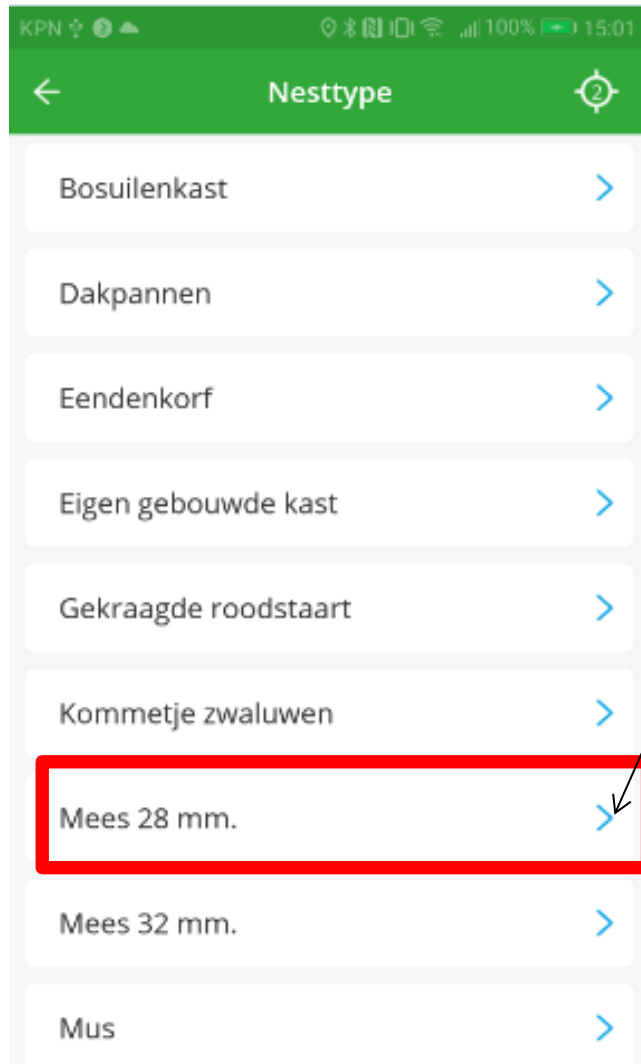 KPN 100% 15:01
Nesttype 2
Bosuilenkast
Dakpannen
Eendenkorf
Eigen gebouwde kast
Gekraagde roodstaart
Kommetje zwaluwen
Mees 28 mm.
Mees 32 mm.
Mus